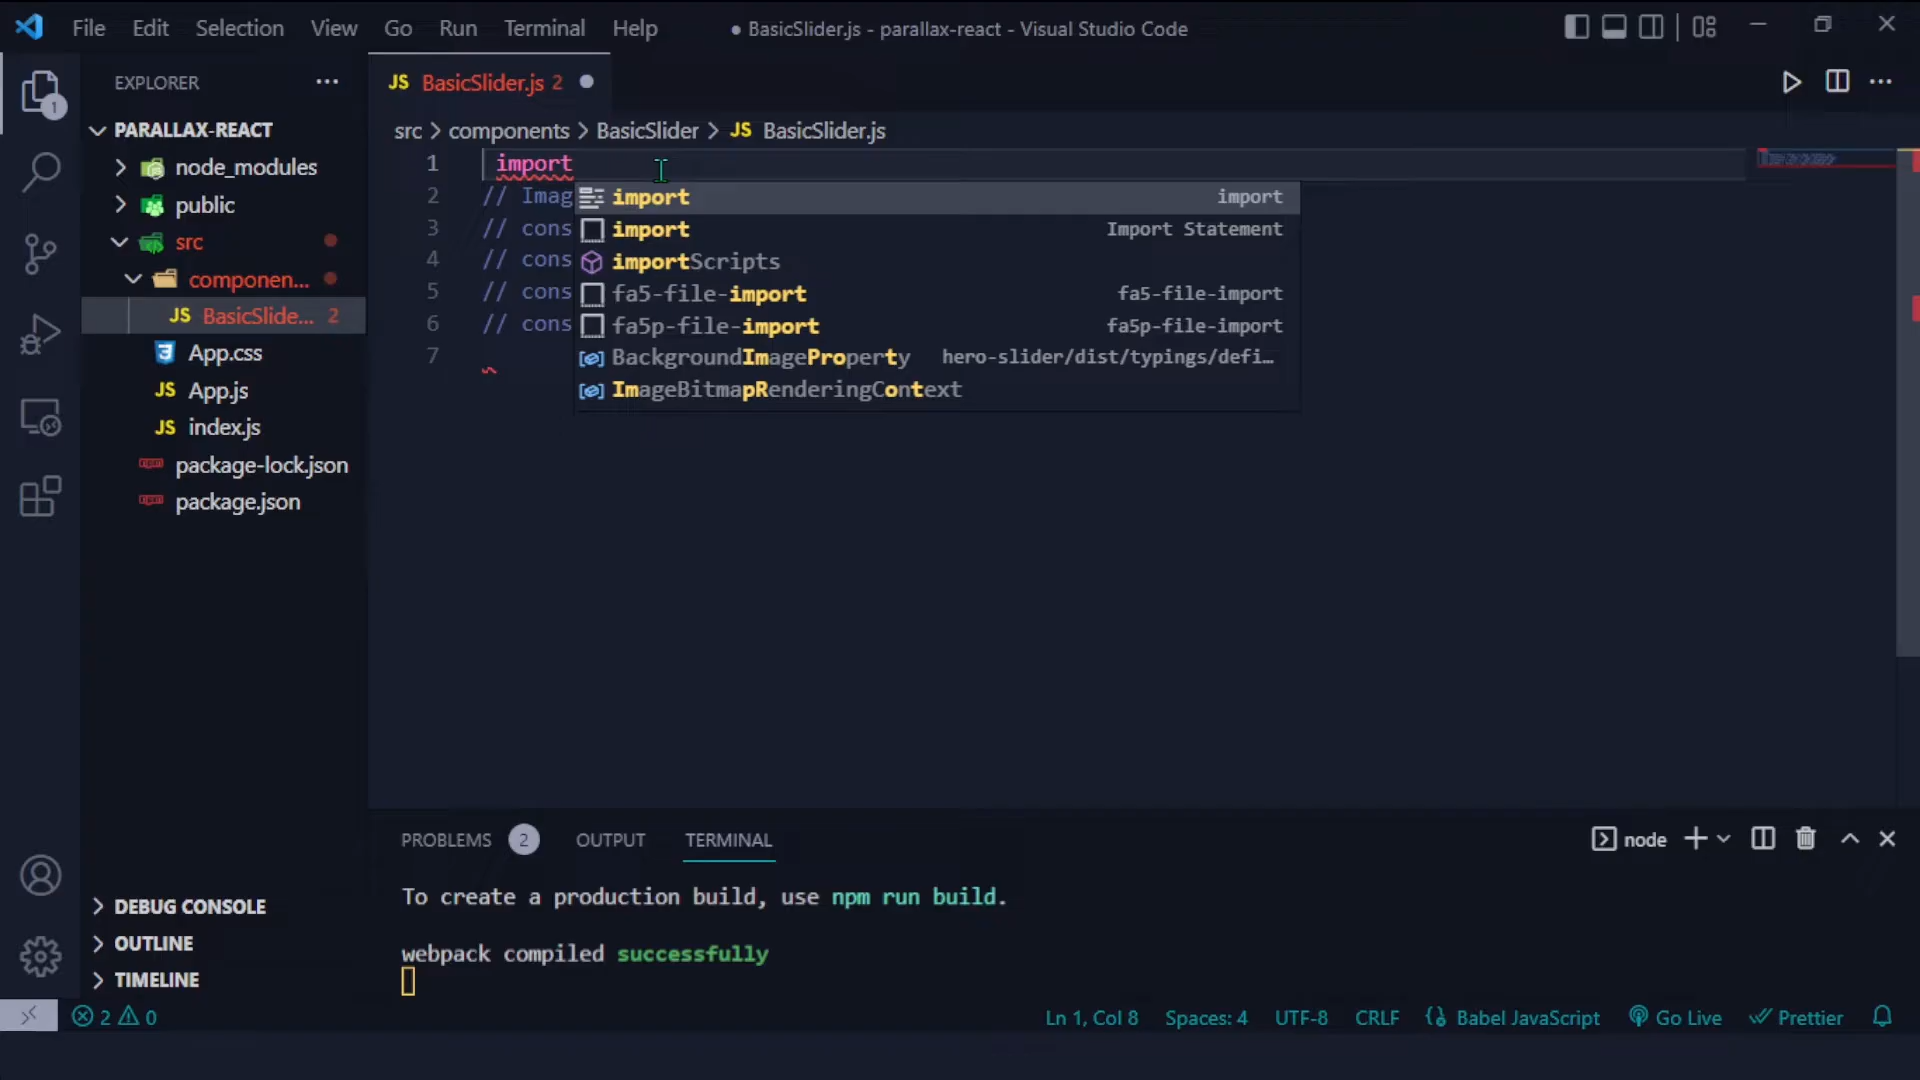 File Edit Selection View Go Run Terminal Help
● BasicSlider.js - parallax-react - Visual Studio Code
1
EXPLORER ···
PARALLAX-REACT
node_modules
public
src
componen...
JS BasicSlide... 2
App.css
JS App.js
JS index.js
package-lock.json
package.json
DEBUG CONSOLE
OUTLINE
TIMELINE
JS BasicSlider.js 2 ●
src > components > BasicSlider > JS BasicSlider.js
1 import
2 // Imag
3 // cons
4 // cons
5 // cons
6 // cons
7
import import
import Import Statement
importScripts
fa5-file-import fa5-file-import
fa5p-file-import fa5p-file-import
BackgroundImageProperty hero-slider/dist/typings/defi…
ImageBitmapRenderingContext
PROBLEMS 2 OUTPUT TERMINAL
node
To create a production build, use npm run build.
webpack compiled successfully
2 0
Ln 1, Col 8 Spaces: 4 UTF-8 CRLF Babel JavaScript Go Live Prettier